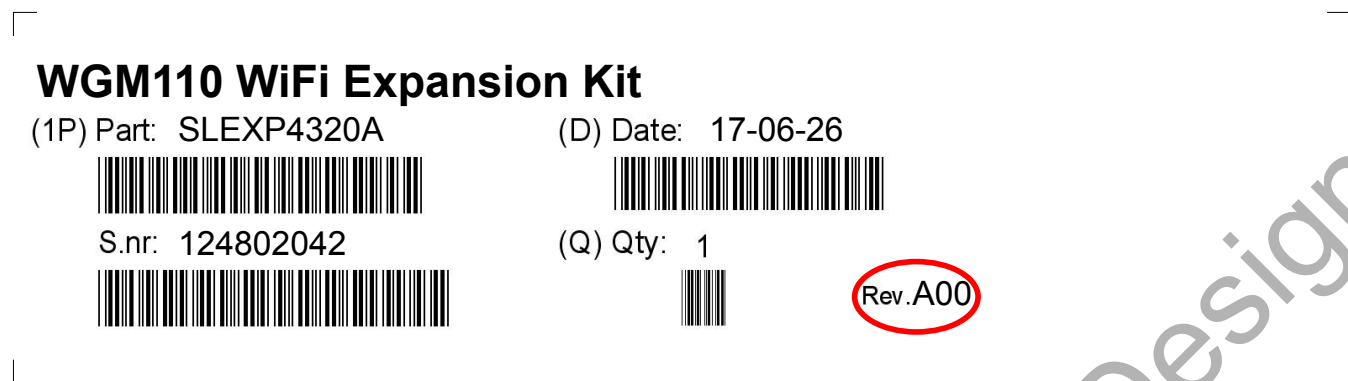 WGM110 WiFi Expansion Kit
(1P) Part: SLEXP4320A
(D) Date: 17-06-26
S.nr: 124802042
(Q) Qty: 1
Rev.A00